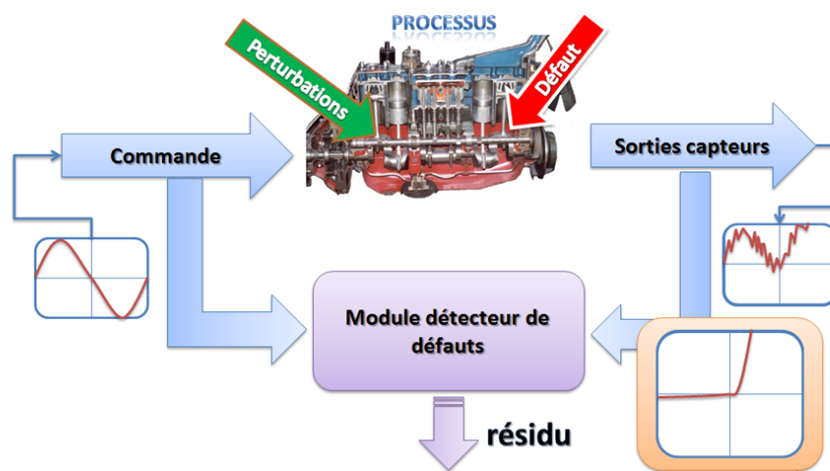 PROCESSUS
Perturbations
Défaut
Commande
Sorties capteurs
Module détecteur de
défauts
résidu